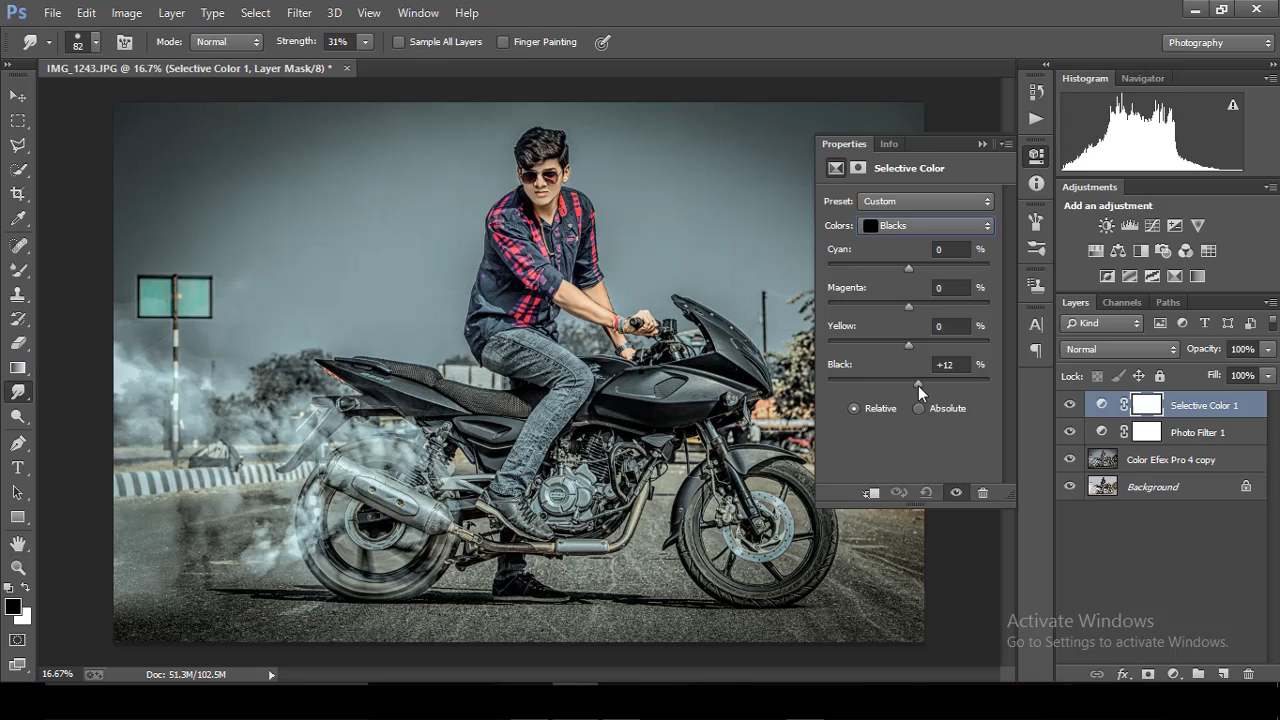 Ps File Edit Image Layer Type Select Filter 3D View Window Help
82 Mode: Normal Strength: 31% Sample All Layers Finger Painting Photography
IMG_1243.JPG @ 16.7% (Selective Color 1, Layer Mask/8) * ×
Histogram Navigator
Properties Info
Selective Color
Preset: Custom
Colors: Blacks
Cyan: 0 %
Magenta: 0 %
Yellow: 0 %
Black: +12 %
Relative Absolute
Adjustments
Add an adjustment
Layers Channels Paths
Kind
Normal Opacity: 100%
Lock: Fill: 100%
Selective Color 1
Photo Filter 1
Color Efex Pro 4 copy
Background
Activate Windows
Go to Settings to activate Windows.
16.67% Doc: 51.3M/102.5M